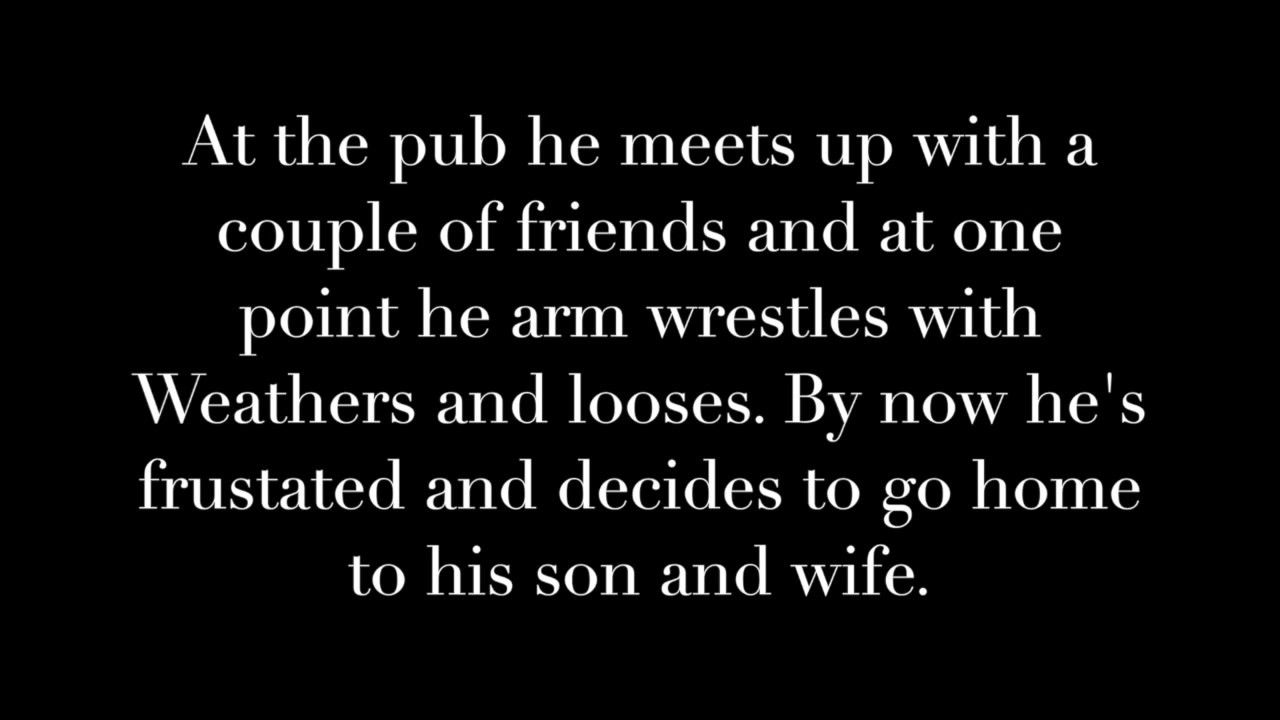 At the pub he meets up with a
couple of friends and at one
point he arm wrestles with
Weathers and looses. By now he's
frustated and decides to go home
to his son and wife.